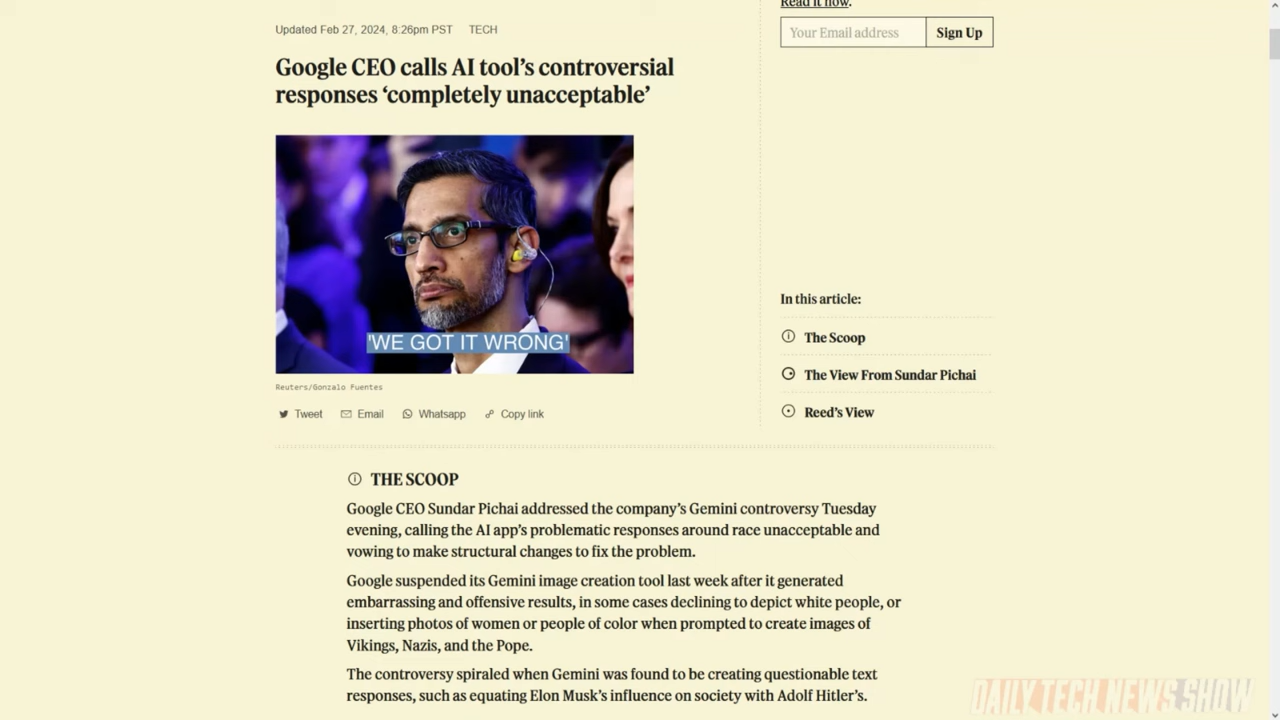 Read it now.
Updated Feb 27, 2024, 8:26pm PST TECH
Your Email address Sign Up
Google CEO calls AI tool’s controversial
responses ‘completely unacceptable’
'WE GOT IT WRONG'
Reuters/Gonzalo Fuentes
Tweet Email Whatsapp Copy link
In this article:
The Scoop
The View From Sundar Pichai
Reed’s View
THE SCOOP
Google CEO Sundar Pichai addressed the company’s Gemini controversy Tuesday
evening, calling the AI app’s problematic responses around race unacceptable and
vowing to make structural changes to fix the problem.
Google suspended its Gemini image creation tool last week after it generated
embarrassing and offensive results, in some cases declining to depict white people, or
inserting photos of women or people of color when prompted to create images of
Vikings, Nazis, and the Pope.
The controversy spiraled when Gemini was found to be creating questionable text
responses, such as equating Elon Musk’s influence on society with Adolf Hitler’s.
DAILY TECH NEWS SHOW